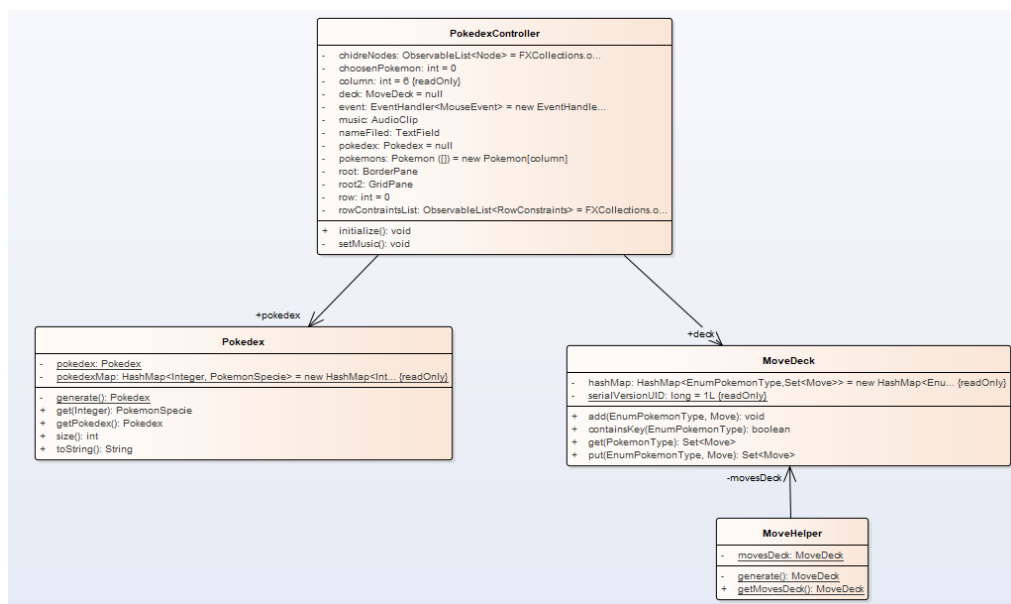 PokedexController
- chidreNodes: ObservableList<Node> = FXCollections.o...
- choosenPokemon: int = 0
- column: int = 6 {readOnly}
- deck: MoveDeck = null
- event: EventHandler<MouseEvent> = new EventHandle...
- music: AudioClip
- nameFiled: TextField
- pokedex: Pokedex = null
- pokemons: Pokemon ([]) = new Pokemon[column]
- root: BorderPane
- root2: GridPane
- row: int = 0
- rowContraintsList: ObservableList<RowConstraints> = FXCollections.o...
+ initialize(): void
- setMusic(): void
+pokedex
+deck
Pokedex
- pokedex: Pokedex
- pokedexMap: HashMap<Integer, PokemonSpecie> = new HashMap<Int... {readOnly}
- generate(): Pokedex
+ get(Integer): PokemonSpecie
+ getPokedex(): Pokedex
+ size(): int
+ toString(): String
MoveDeck
- hashMap: HashMap<EnumPokemonType,Set<Move>> = new HashMap<Enu... {readOnly}
- serialVersionUID: long = 1L {readOnly}
+ add(EnumPokemonType, Move): void
+ containsKey(EnumPokemonType): boolean
+ get(PokemonType): Set<Move>
+ put(EnumPokemonType, Move): Set<Move>
-movesDeck
MoveHelper
- movesDeck: MoveDeck
- generate(): MoveDeck
+ getMovesDeck(): MoveDeck